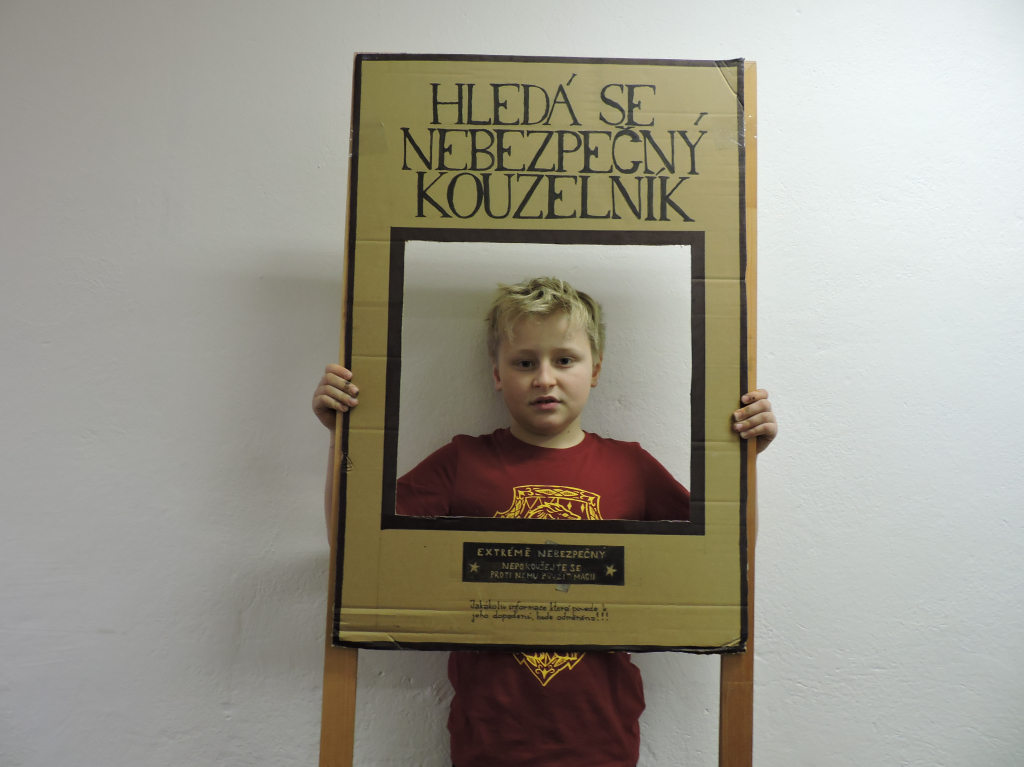 HLEDÁ SE
NEBEZPEČNÝ
KOUZELNÍK
EXTRÉMĚ NEBEZPEČNÝ
NEPOKOUŠEJTE SE
PROTI NĚMU POUŽÍT MAGII
Jakákoliv informace, která povede k
jeho dopadení, bude odměněna!!!